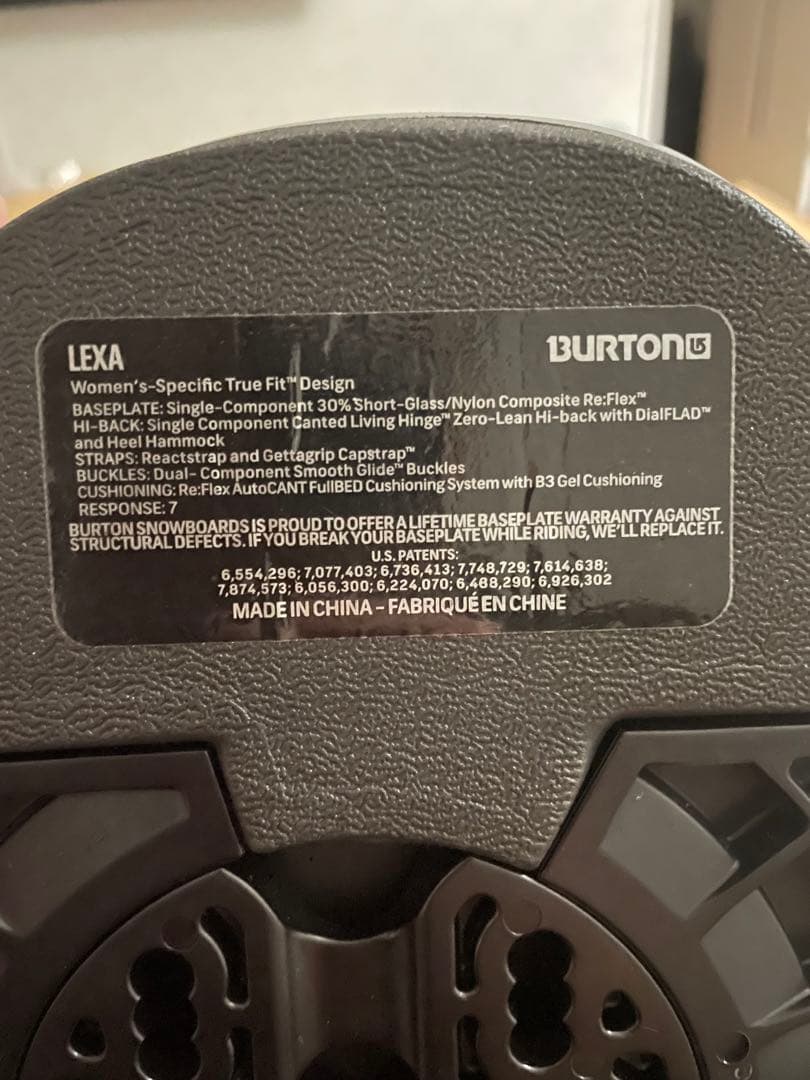 LEXA
BURTON
Women's-Specific True Fit™ Design
BASEPLATE: Single-Component 30% Short-Glass/Nylon Composite Re:Flex™
HI-BACK: Single Component Canted Living Hinge™ Zero-Lean Hi-back with DialFLAD™
and Heel Hammock
STRAPS: Reactstrap and Gettagrip Capstrap™
BUCKLES: Dual- Component Smooth Glide™ Buckles
CUSHIONING: Re:Flex AutoCANT FullBED Cushioning System with B3 Gel Cushioning
RESPONSE: 7
BURTON SNOWBOARDS IS PROUD TO OFFER A LIFETIME BASEPLATE WARRANTY AGAINST
STRUCTURAL DEFECTS. IF YOU BREAK YOUR BASEPLATE WHILE RIDING, WE'LL REPLACE IT.
U.S. PATENTS:
6,554,296; 7,077,403; 6,736,413; 7,748,729; 7,614,638;
7,874,573; 6,056,300; 6,224,070; 6,488,290; 6,926,302
MADE IN CHINA - FABRIQUÉ EN CHINE